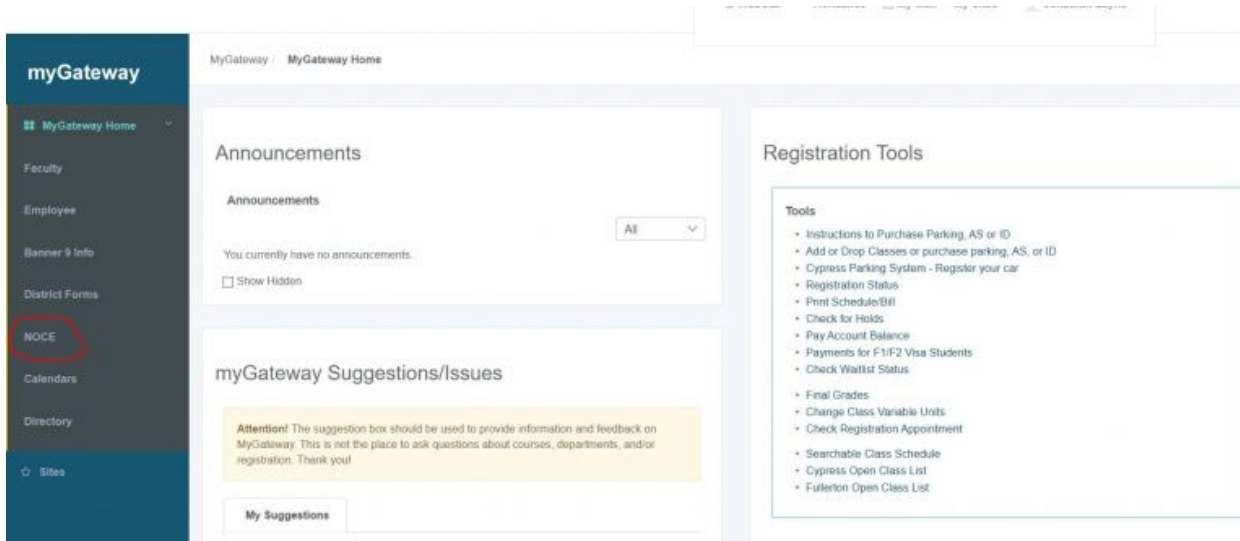 myGateway
MyGateway / MyGateway Home
MyGateway Home
Faculty
Employee
Banner 9 Info
District Forms
NOCE
Calendars
Directory
Sites
Announcements
Announcements
All
You currently have no announcements.
Show Hidden
myGateway Suggestions/Issues
Attention! The suggestion box should be used to provide information and feedback on
MyGateway. This is not the place to ask questions about courses, departments, and/or
registration. Thank you!
My Suggestions
Registration Tools
Tools
Instructions to Purchase Parking, AS or ID
Add or Drop Classes or purchase parking, AS, or ID
Cypress Parking System - Register your car
Registration Status
Print Schedule/Bill
Check for Holds
Pay Account Balance
Payments for F1/F2 Visa Students
Check Waitlist Status
Final Grades
Change Class Variable Units
Check Registration Appointment
Searchable Class Schedule
Cypress Open Class List
Fullerton Open Class List